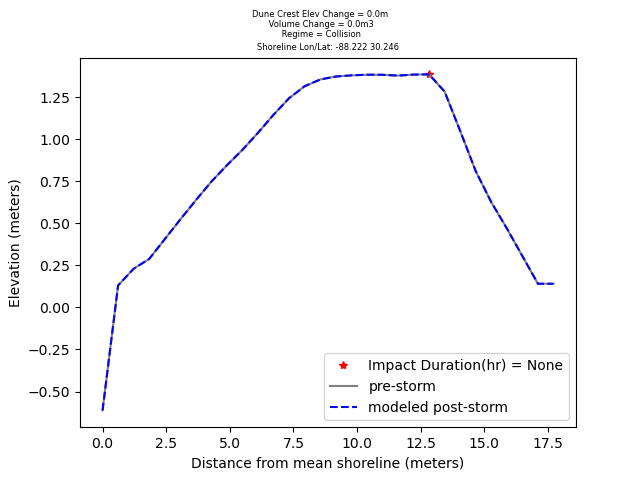 Dune Crest Elev Change = 0.0m
Volume Change = 0.0m3
Regime = Collision
Shoreline Lon/Lat: -88.222 30.246
1.25
1.00
0.75
0.50
0.25
0.00
−0.25
−0.50
Elevation (meters)
Impact Duration(hr) = None
pre-storm
modeled post-storm
0.0 2.5 5.0 7.5 10.0 12.5 15.0 17.5
Distance from mean shoreline (meters)